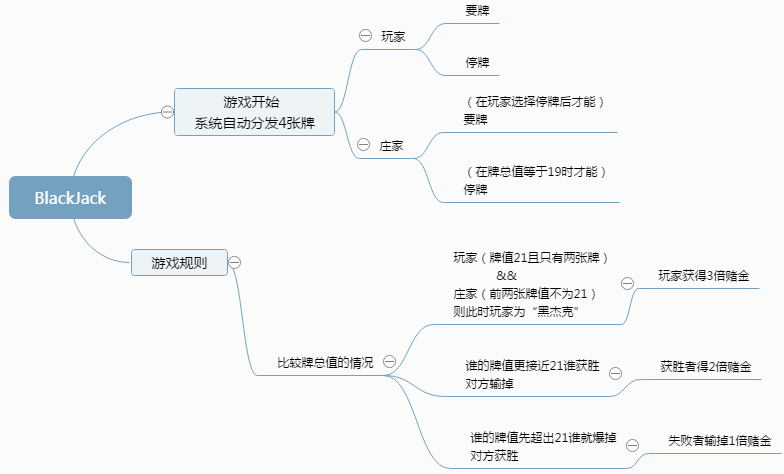 BlackJack
游戏开始
系统自动分发4张牌
玩家
要牌
停牌
庄家
（在玩家选择停牌后才能）
要牌
（在牌总值等于19时才能）
停牌
游戏规则
比较牌总值的情况
玩家（牌值21且只有两张牌）
&&
庄家（前两张牌值不为21）
则此时玩家为“黑杰克”
玩家获得3倍赌金
谁的牌值更接近21谁获胜
对方输掉
获胜者得2倍赌金
谁的牌值先超出21谁就爆掉
对方获胜
失败者输掉1倍赌金